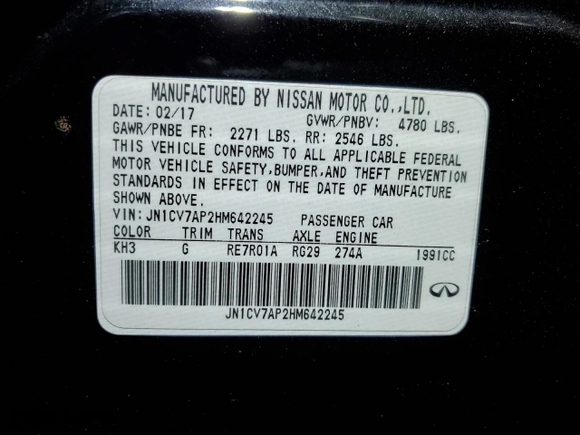 MANUFACTURED BY NISSAN MOTOR CO.,LTD.
DATE: 02/17 GVWR/PNBV: 4780 LBS.
GAWR/PNBE FR: 2271 LBS. RR: 2546 LBS.
THIS VEHICLE CONFORMS TO ALL APPLICABLE FEDERAL
MOTOR VEHICLE SAFETY,BUMPER,AND THEFT PREVENTION
STANDARDS IN EFFECT ON THE DATE OF MANUFACTURE
SHOWN ABOVE.
VIN: JN1CV7AP2HM642245 PASSENGER CAR
COLOR TRIM TRANS AXLE ENGINE
KH3 G RE7R01A RG29 274A 1991CC
JN1CV7AP2HM642245